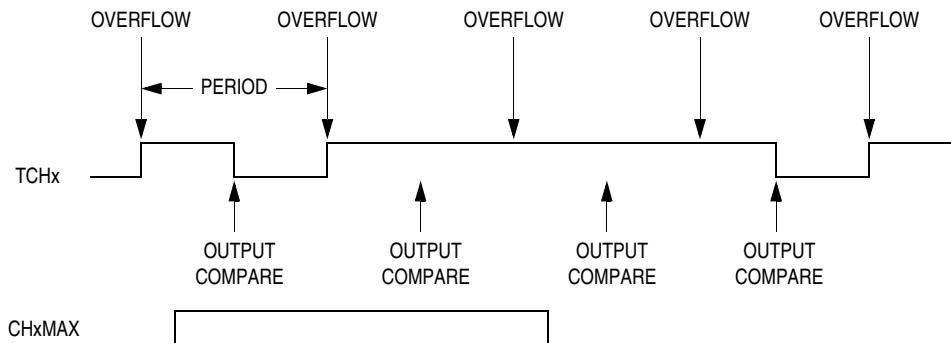 OVERFLOW OVERFLOW OVERFLOW OVERFLOW OVERFLOW
PERIOD
TCHx
OUTPUT OUTPUT OUTPUT OUTPUT
COMPARE COMPARE COMPARE COMPARE
CHxMAX